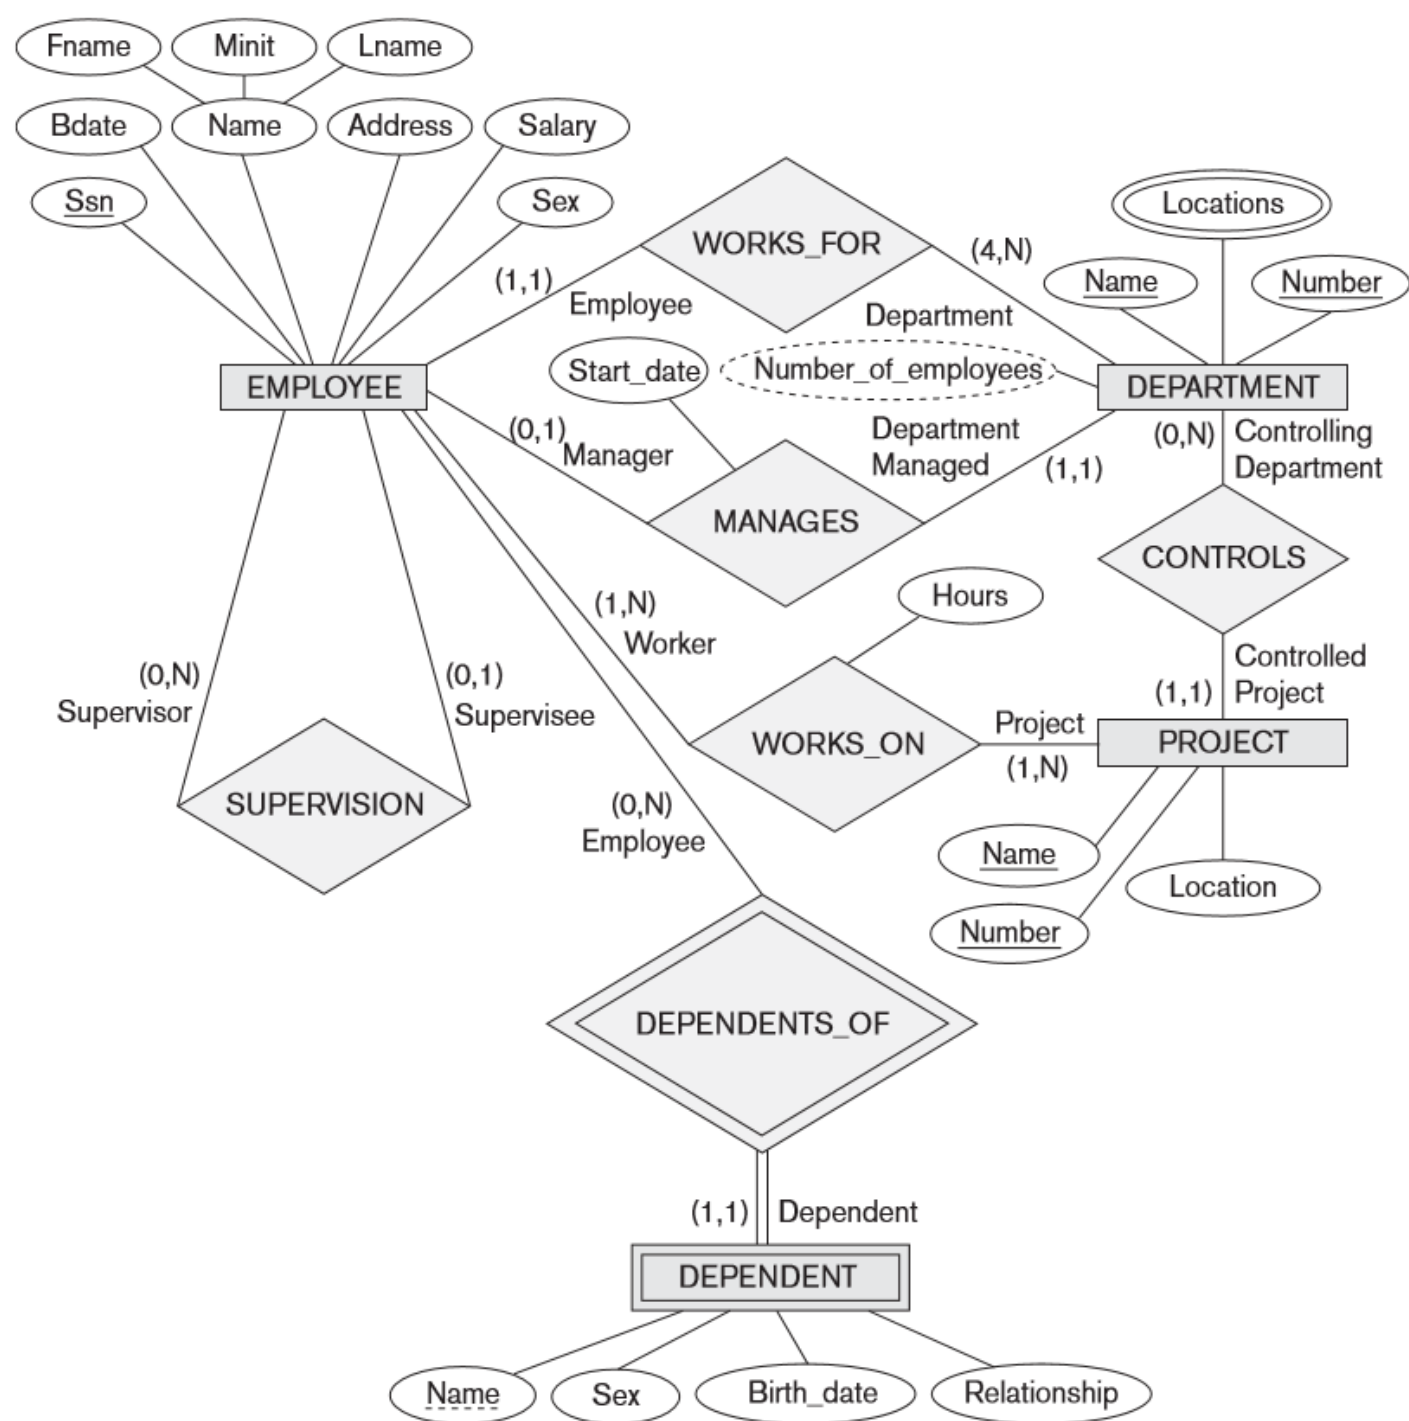 Fname
Minit
Lname
Bdate
Name
Address
Salary
Ssn
Sex
WORKS_FOR
(1,1)
Employee
(4,N)
Department
Locations
Name
Number
Start_date
Number_of_employees
EMPLOYEE
DEPARTMENT
(0,1)
Manager
Department
Managed
(1,1)
MANAGES
(0,N)
Controlling
Department
CONTROLS
Hours
(1,N)
Worker
Controlled
Project
(1,1)
(0,N)
Supervisor
(0,1)
Supervisee
SUPERVISION
WORKS_ON
Project
(1,N)
PROJECT
(0,N)
Employee
Name
Number
Location
DEPENDENTS_OF
(1,1)
Dependent
DEPENDENT
Name
Sex
Birth_date
Relationship